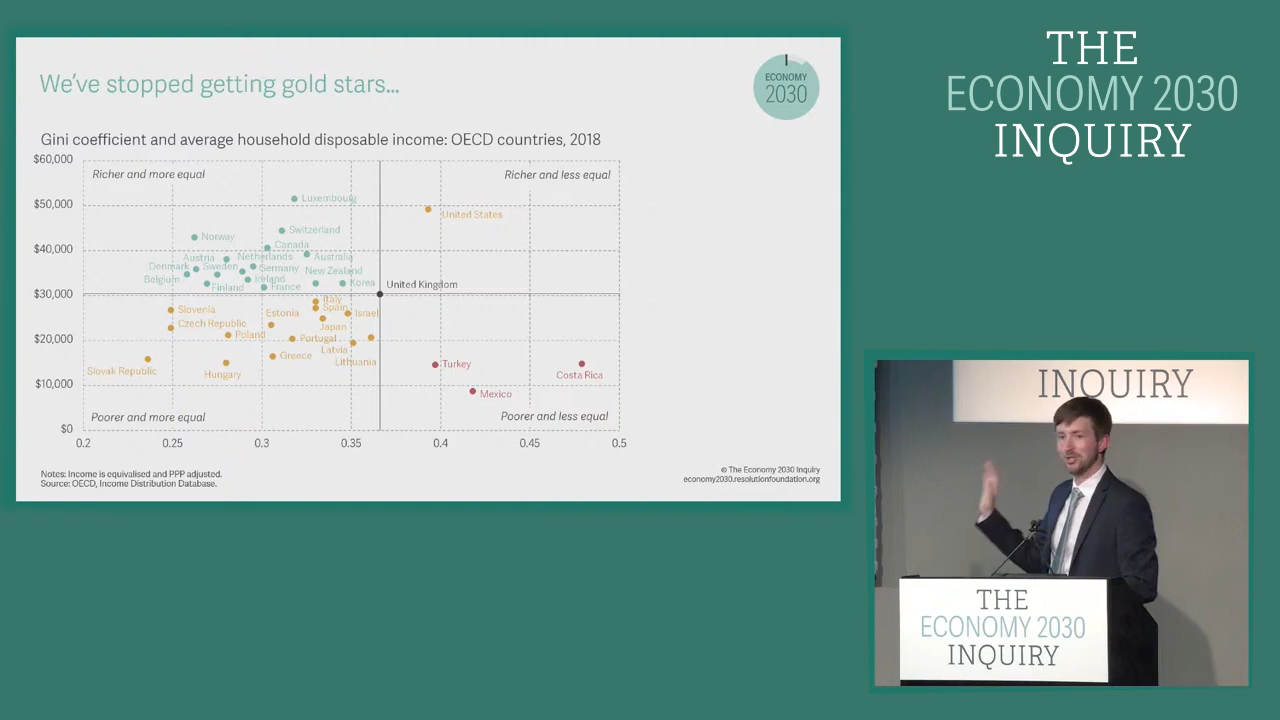 We've stopped getting gold stars...
ECONOMY
2030
Gini coefficient and average household disposable income: OECD countries, 2018
$60,000
Richer and more equal
Richer and less equal
Luxembourg
$50,000
United States
Switzerland
Norway
Canada
$40,000
Austria
Netherlands
Australia
Denmark
Sweden
Germany
New Zealand
Belgium
Ireland
Finland
France
Korea
United Kingdom
$30,000
Italy
Spain
Slovenia
Estonia
Israel
Czech Republic
Japan
Poland
Portugal
$20,000
Latvia
Greece
Lithuania
Turkey
Slovak Republic
Hungary
Costa Rica
$10,000
Mexico
Poorer and more equal
Poorer and less equal
$0
0.2
0.25
0.3
0.35
0.4
0.45
0.5
Notes: Income is equivalised and PPP adjusted.
Source: OECD, Income Distribution Database.
© The Economy 2030 Inquiry
economy2030.resolutionfoundation.org
THE
ECONOMY 2030
INQUIRY
INQUIRY
THE
ECONOMY 2030
INQUIRY